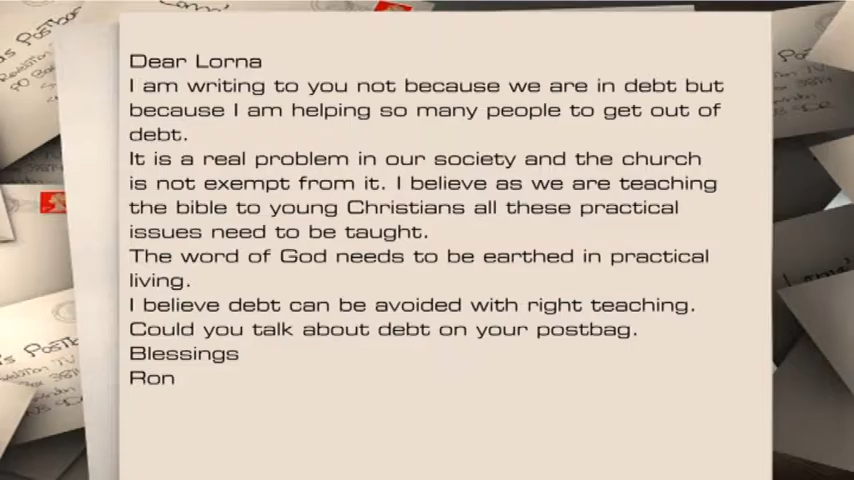 Dear Lorna
I am writing to you not because we are in debt but
because I am helping so many people to get out of
debt.
It is a real problem in our society and the church
is not exempt from it. I believe as we are teaching
the bible to young Christians all these practical
issues need to be taught.
The word of God needs to be earthed in practical
living.
I believe debt can be avoided with right teaching.
Could you talk about debt on your postbag.
Blessings
Ron